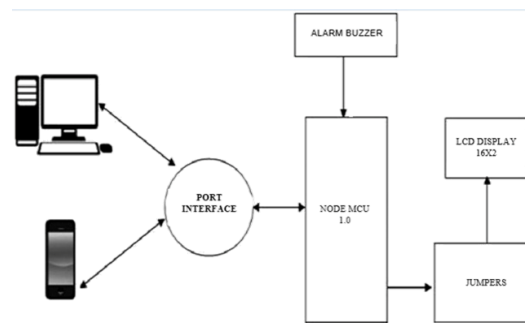 ALARM BUZZER
LCD DISPLAY
16X2
PORT
INTERFACE
NODE MCU
1.0
JUMPERS